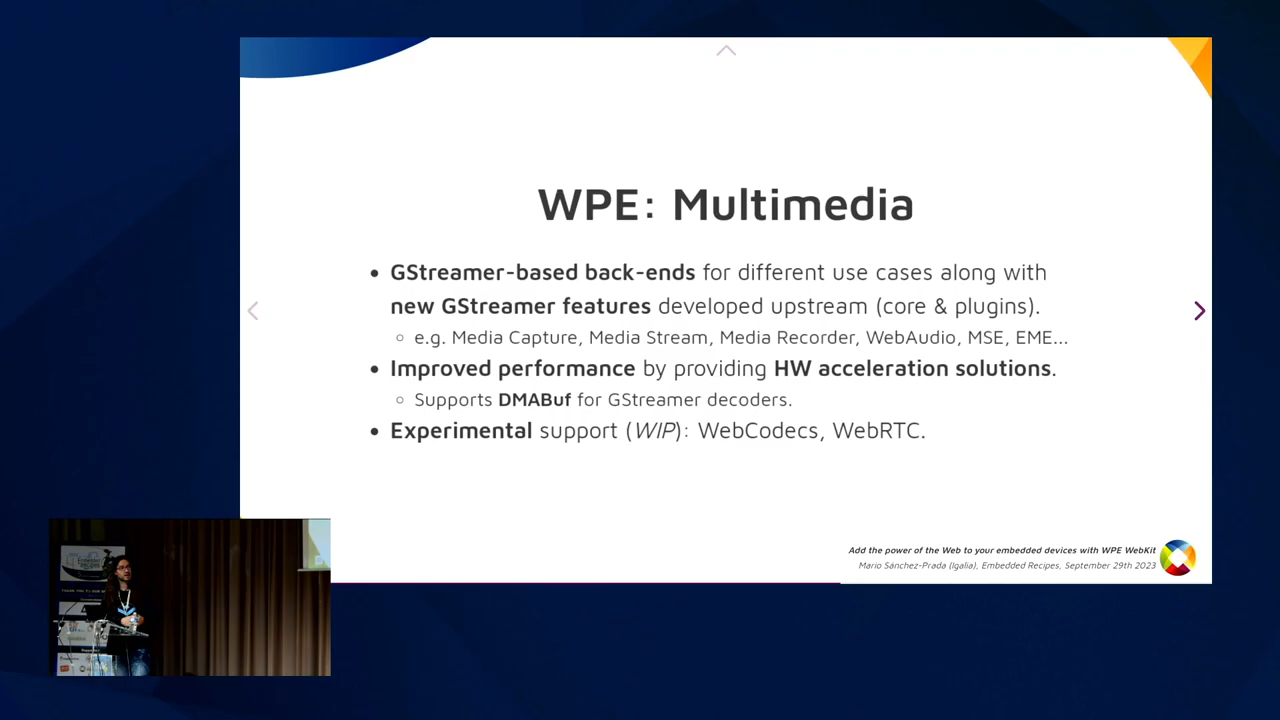 WPE: Multimedia
• GStreamer-based back-ends for different use cases along with
new GStreamer features developed upstream (core & plugins).
○ e.g. Media Capture, Media Stream, Media Recorder, WebAudio, MSE, EME...
• Improved performance by providing HW acceleration solutions.
○ Supports DMABuf for GStreamer decoders.
• Experimental support (WIP): WebCodecs, WebRTC.
Add the power of the Web to your embedded devices with WPE WebKit
Mario Sánchez-Prada (Igalia), Embedded Recipes, September 29th 2023
Embedded
RECIPES